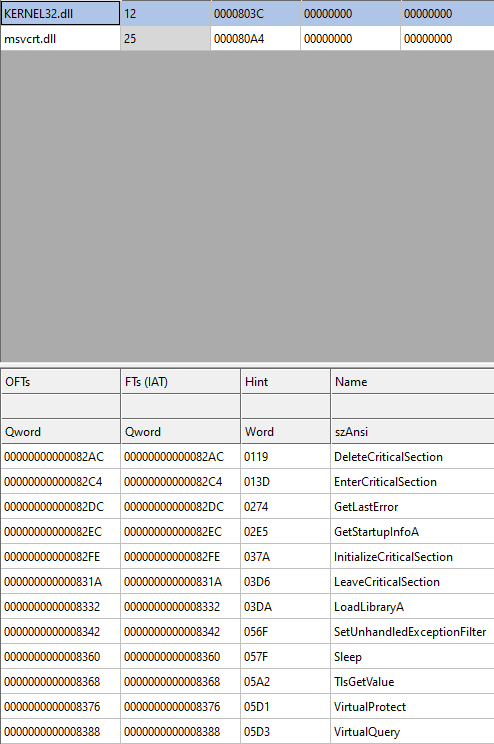 KERNEL32.dll 12 0000803C 00000000 00000000
msvcrt.dll 25 000080A4 00000000 00000000
OFTs FTs (IAT) Hint Name
Qword Qword Word szAnsi
00000000000082AC 00000000000082AC 0119 DeleteCriticalSection
00000000000082C4 00000000000082C4 013D EnterCriticalSection
00000000000082DC 00000000000082DC 0274 GetLastError
00000000000082EC 00000000000082EC 02E5 GetStartupInfoA
00000000000082FE 00000000000082FE 037A InitializeCriticalSection
000000000000831A 000000000000831A 03D6 LeaveCriticalSection
0000000000008332 0000000000008332 03DA LoadLibraryA
0000000000008342 0000000000008342 056F SetUnhandledExceptionFilter
0000000000008360 0000000000008360 057F Sleep
0000000000008368 0000000000008368 05A2 TlsGetValue
0000000000008376 0000000000008376 05D1 VirtualProtect
0000000000008388 0000000000008388 05D3 VirtualQuery